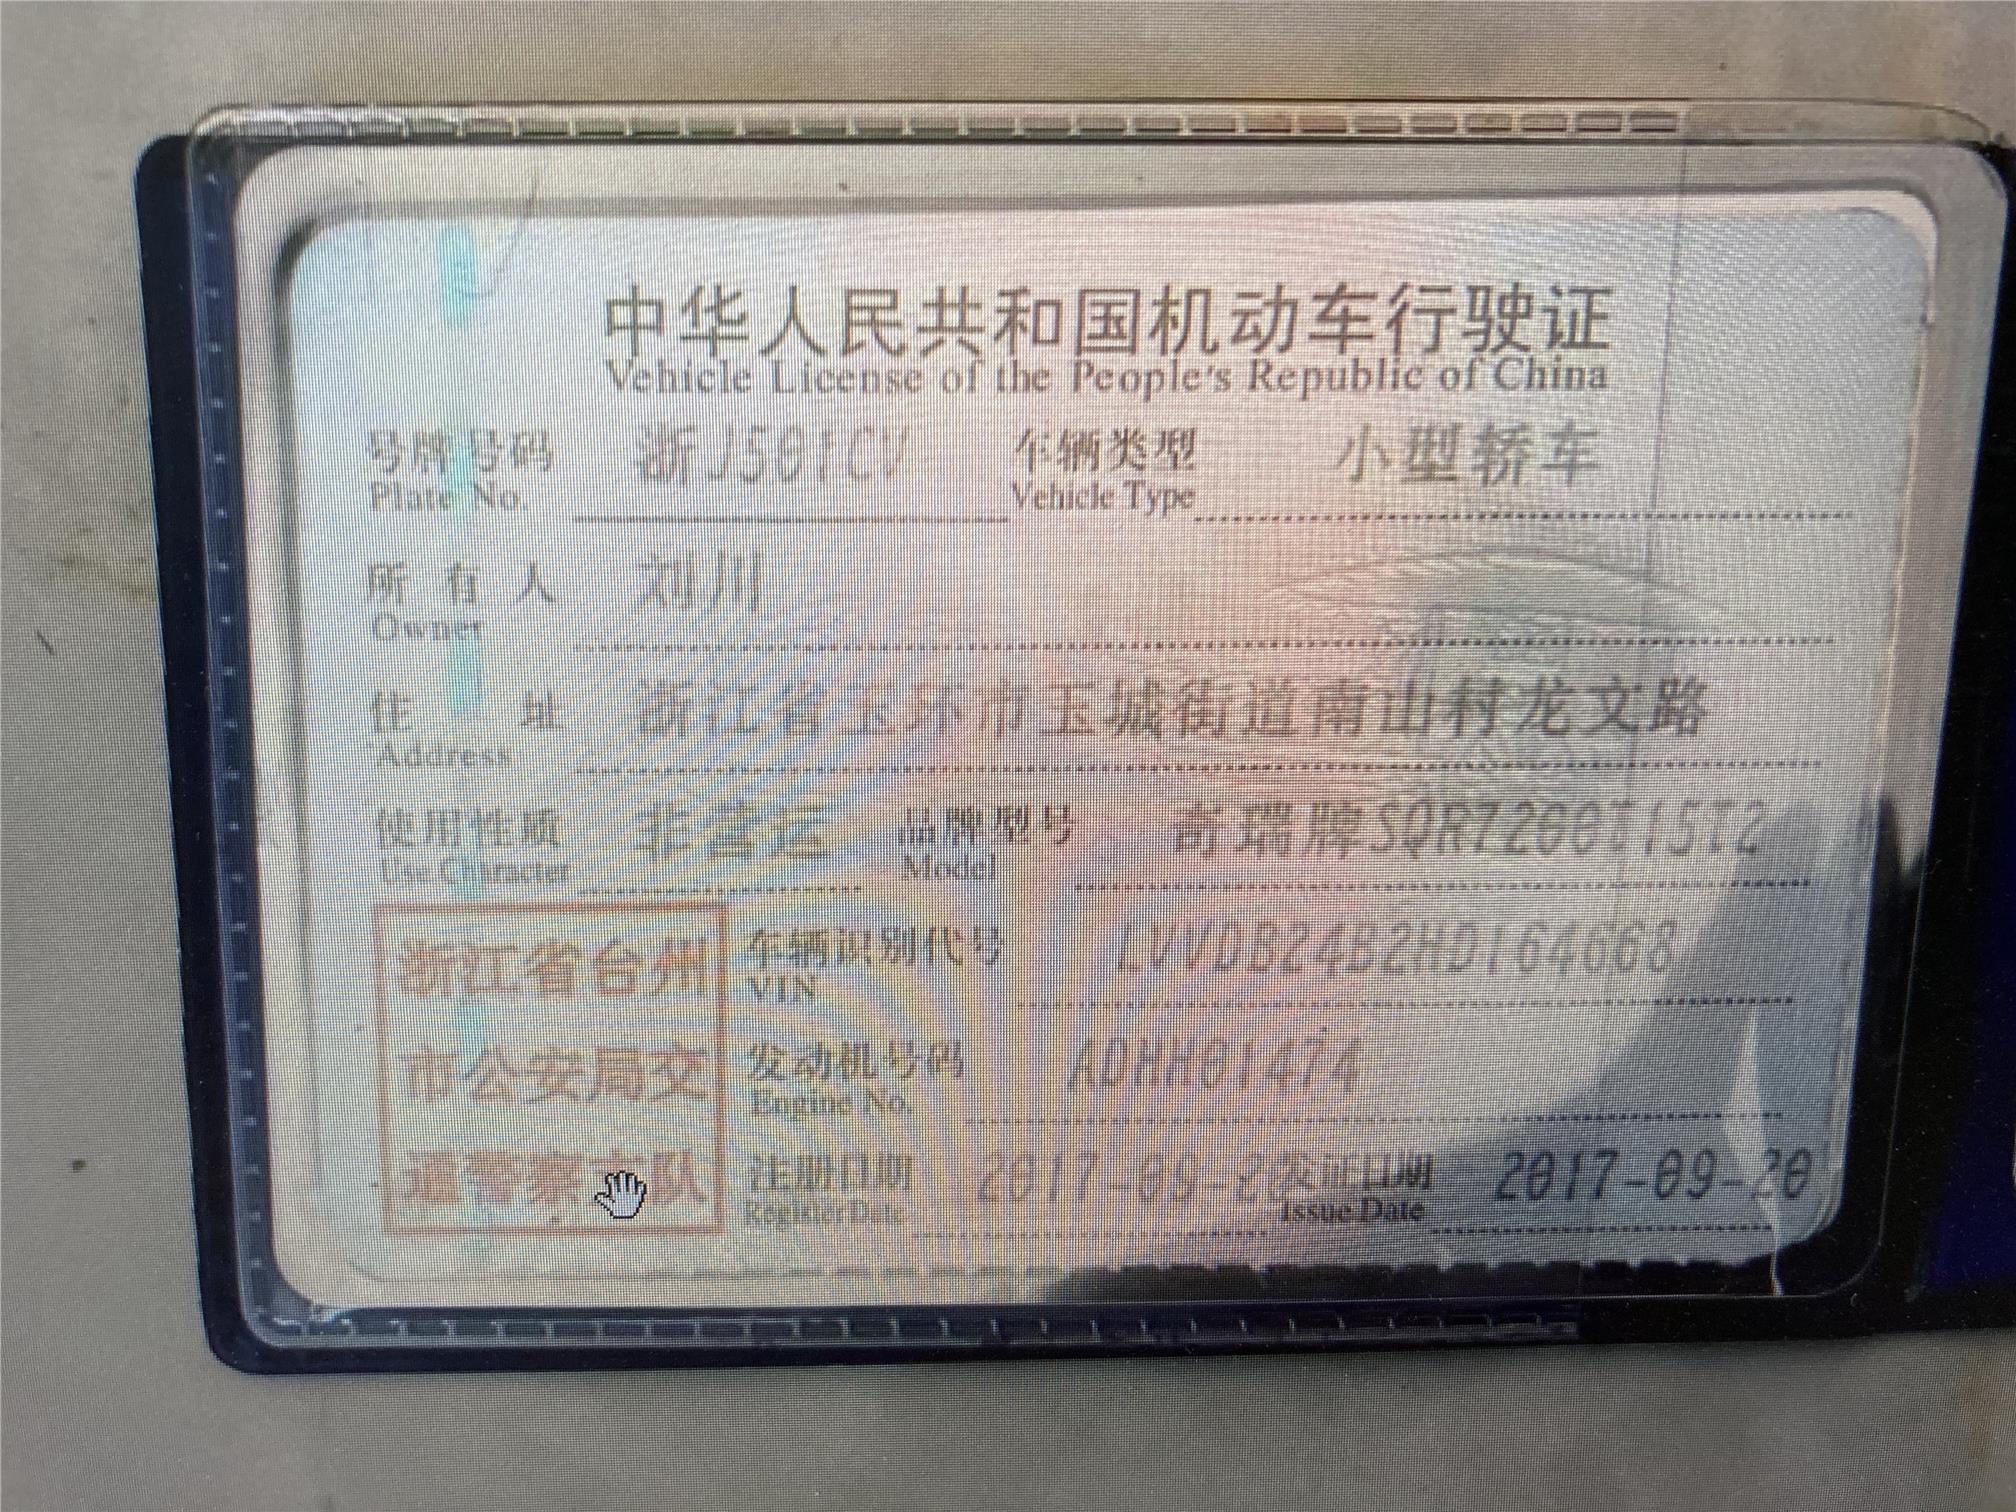 中华人民共和国机动车行驶证
Vehicle License of the People's Republic of China
号牌号码 浙J501CV 车辆类型 小型轿车
Plate No. Vehicle Type
所有人 刘川
Owner
住址 浙江省玉环市玉城街道南山村龙文路
Address
使用性质 非营运 品牌型号 奇瑞牌SQR7200T15T2
Use Character Model
浙江省台州 车辆识别代号 LVVDB24B2HD164668
VIN
市公安局交 发动机号码 ADHH01474
Engine No.
通警察支队 注册日期 2017-09-20 发证日期 2017-09-20
Register Date Issue Date